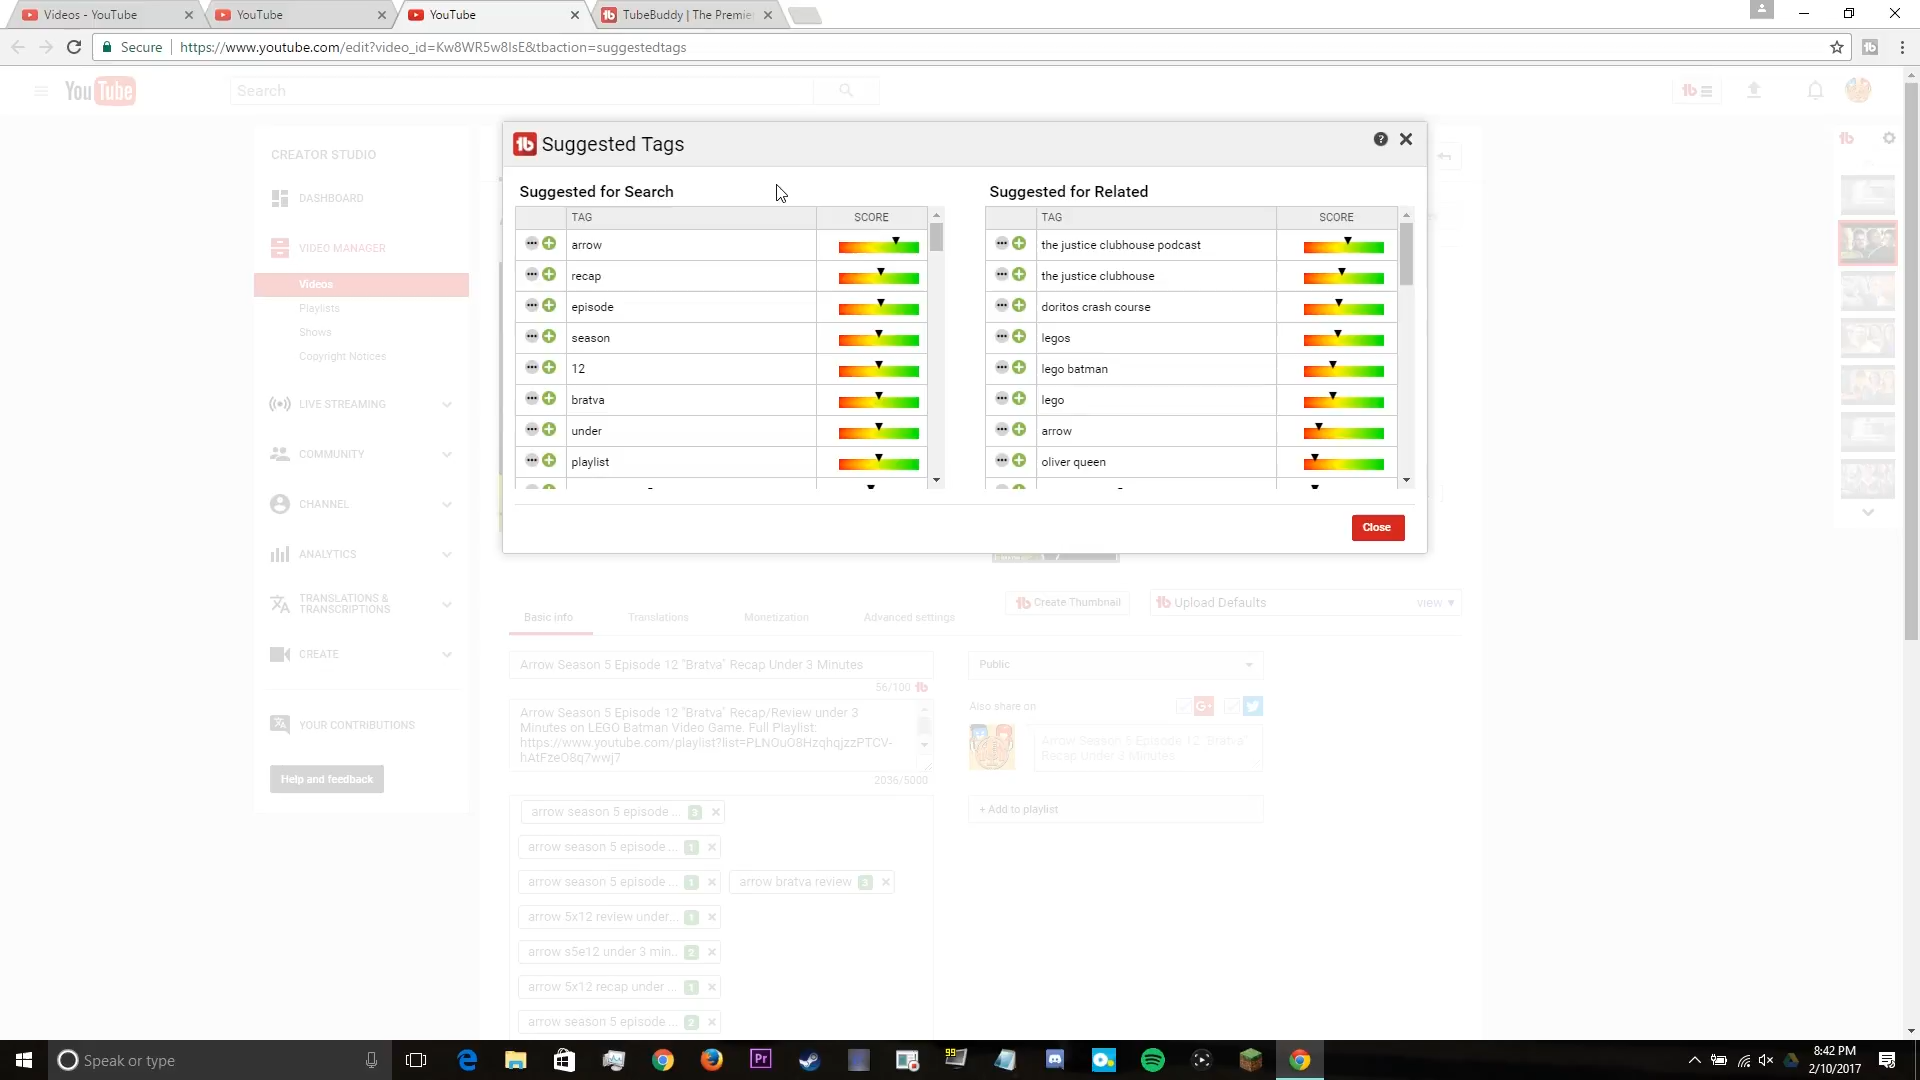 Videos - YouTube
YouTube
YouTube
TubeBuddy | The Premie
Secure
https://www.youtube.com/edit?video_id=Kw8WR5w8lsE&tbaction=suggestedtags
YouTube
Search
CREATOR STUDIO
DASHBOARD
VIDEO MANAGER
Videos
Playlists
Shows
Copyright Notices
LIVE STREAMING
COMMUNITY
CHANNEL
ANALYTICS
TRANSLATIONS &
TRANSCRIPTIONS
CREATE
YOUR CONTRIBUTIONS
Help and feedback
Suggested Tags
Suggested for Search
TAG SCORE
arrow
recap
episode
season
12
bratva
under
playlist
Suggested for Related
TAG SCORE
the justice clubhouse podcast
the justice clubhouse
doritos crash course
legos
lego batman
lego
arrow
oliver queen
Close
Create Thumbnail
Upload Defaults view
Basic info Translations Monetization Advanced settings
Arrow Season 5 Episode 12 "Bratva" Recap Under 3 Minutes
56/100
Arrow Season 5 Episode 12 "Bratva" Recap/Review under 3
Minutes on LEGO Batman Video Game. Full Playlist:
https://www.youtube.com/playlist?list=PLNOuO8HzqhqjzzPTCV-
hAtFzeO8q7wwj7
2036/5000
Public
Also share on
Arrow Season 5 Episode 12 "Bratva"
Recap Under 3 Minutes
+ Add to playlist
arrow season 5 episode ... 3
arrow season 5 episode ... 1
arrow season 5 episode ... 1
arrow bratva review 3
arrow 5x12 review under... 1
arrow s5e12 under 3 min.. 2
arrow 5x12 recap under ... 1
arrow season 5 episode ... 2
Speak or type
8:42 PM
2/10/2017